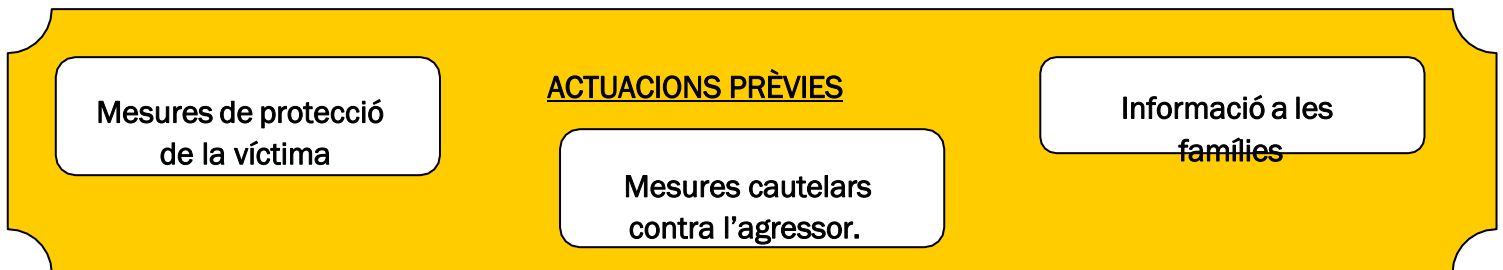 ACTUACIONS PRÈVIES
Mesures de protecció
de la víctima
Mesures cautelars
contra l’agressor.
Informació a les
famílies